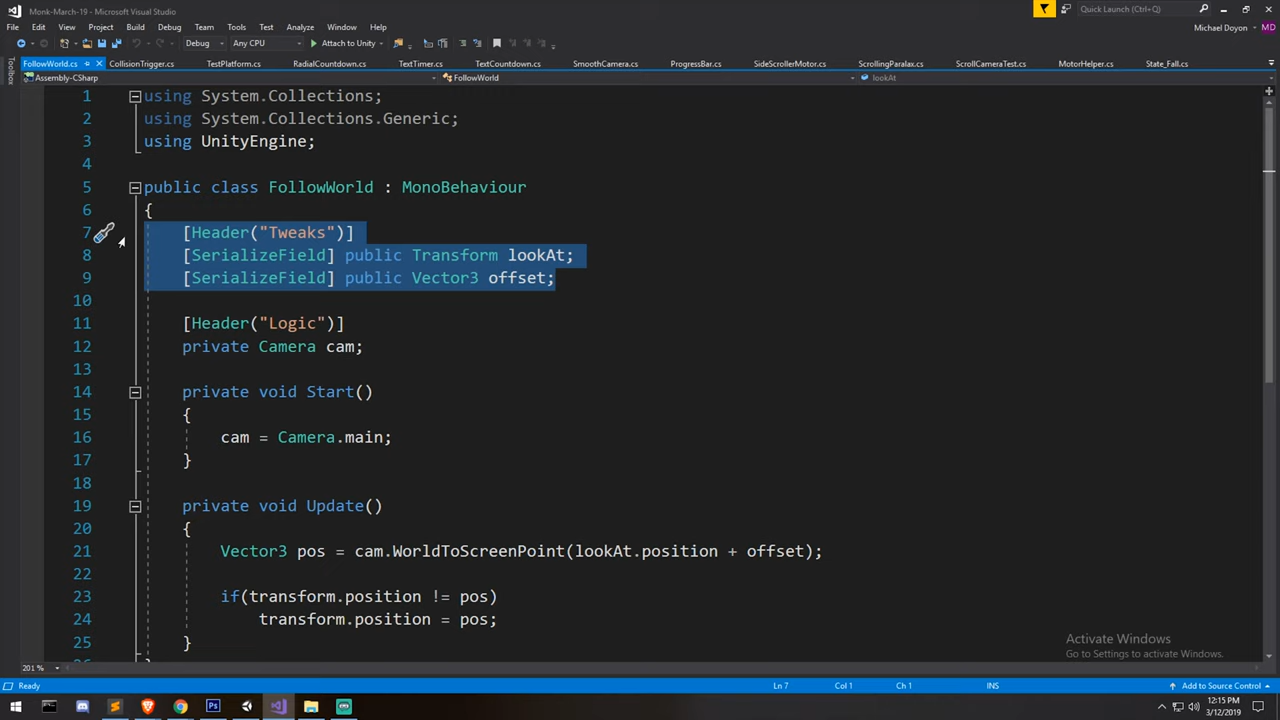 Monk-March-19 - Microsoft Visual Studio
Quick Launch (Ctrl+Q)
File Edit View Project Build Debug Team Tools Test Analyze Window Help
Michael Doyon MD
Debug Any CPU Attach to Unity
Toolbox
FollowWorld.cs CollisionTrigger.cs TestPlatform.cs RadialCountdown.cs TextTimer.cs TextCountdown.cs SmoothCamera.cs ProgressBar.cs SideScrollerMotor.cs ScrollingParalax.cs ScrollCameraTest.cs MotorHelper.cs State_Fall.cs
Assembly-CSharp FollowWorld lookAt
1 using System.Collections;
2 using System.Collections.Generic;
3 using UnityEngine;
4
5 public class FollowWorld : MonoBehaviour
6 {
7 [Header("Tweaks")]
8 [SerializeField] public Transform lookAt;
9 [SerializeField] public Vector3 offset;
10
11 [Header("Logic")]
12 private Camera cam;
13
14 private void Start()
15 {
16 cam = Camera.main;
17 }
18
19 private void Update()
20 {
21 Vector3 pos = cam.WorldToScreenPoint(lookAt.position + offset);
22
23 if(transform.position != pos)
24 transform.position = pos;
25 }
Activate Windows
Go to Settings to activate Windows.
201 %
Ready Ln 7 Col 1 Ch 1 INS Add to Source Control
12:15 PM
3/12/2019